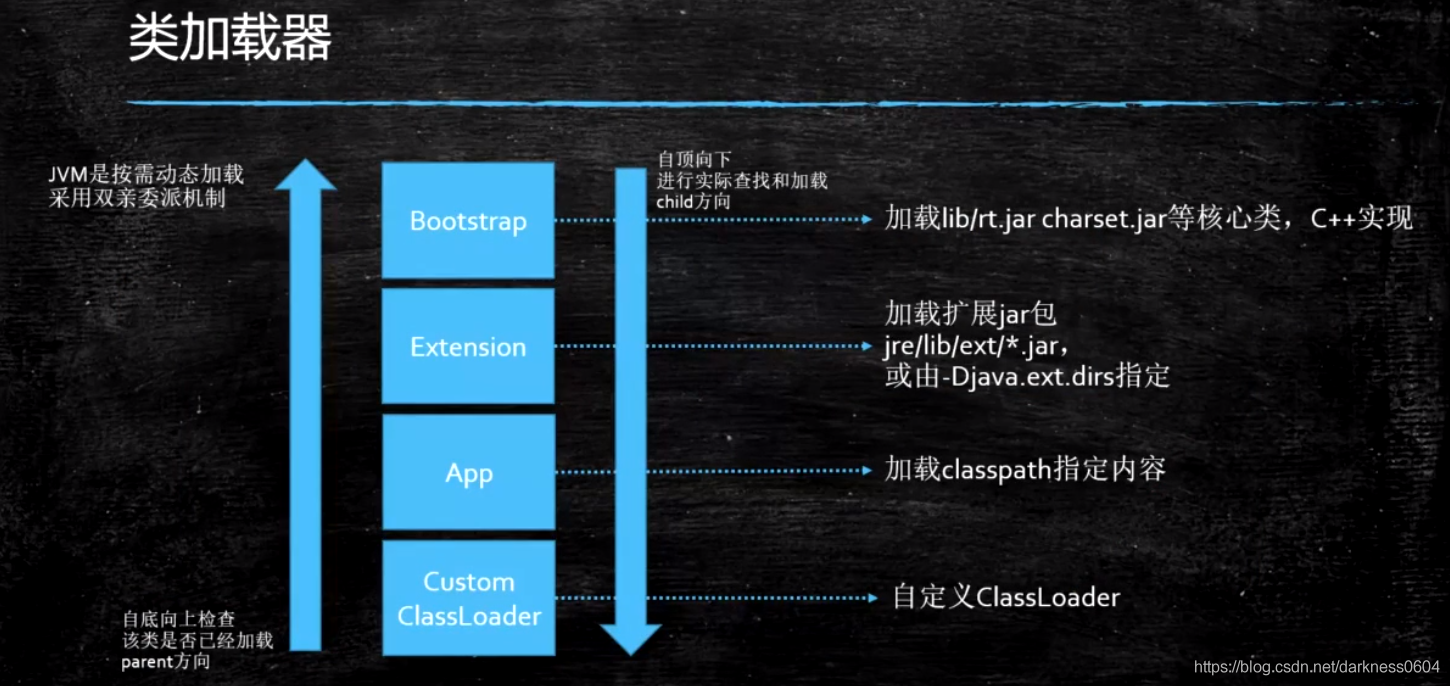 类加载器
JVM是按需动态加载
采用双亲委派机制
自顶向下
进行实际查找和加载
child方向
Bootstrap
加载lib/rt.jar charset.jar等核心类，C++实现
Extension
加载扩展jar包
jre/lib/ext/*.jar，
或由-Djava.ext.dirs指定
App
加载classpath指定内容
Custom
ClassLoader
自定义ClassLoader
自底向上检查
该类是否已经加载
parent方向
https://blog.csdn.net/darkness0604